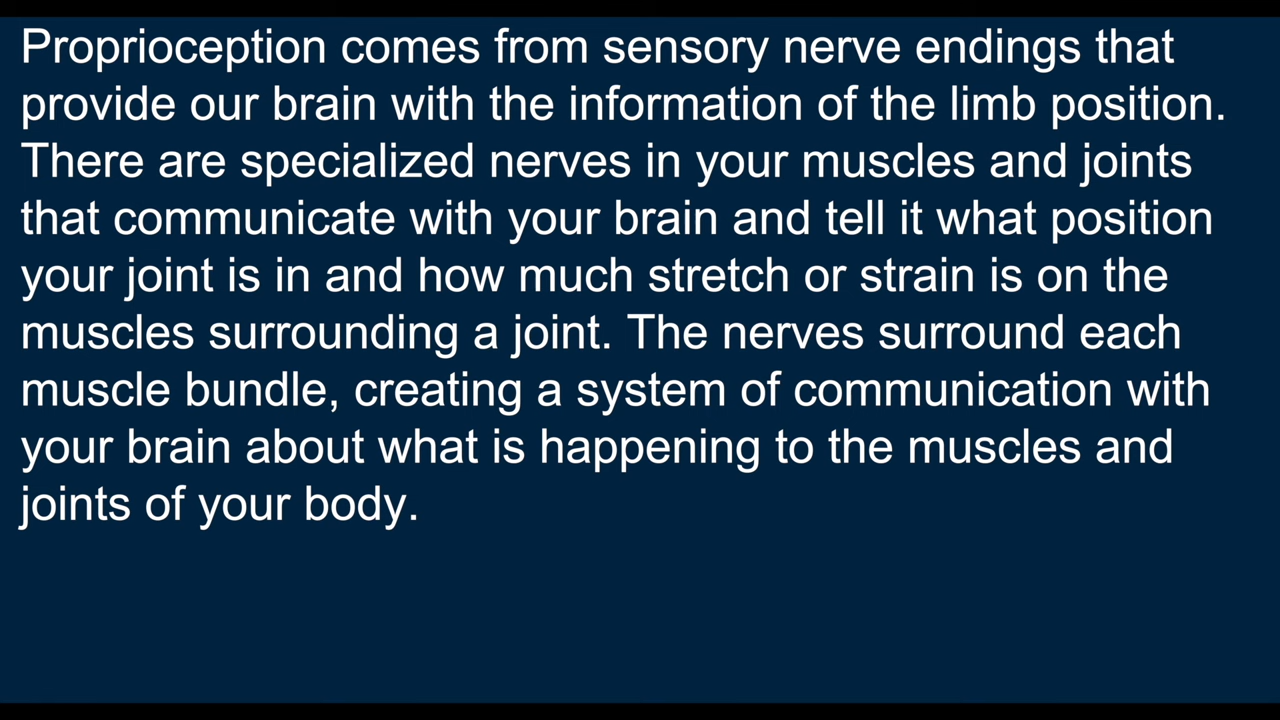 Proprioception comes from sensory nerve endings that
provide our brain with the information of the limb position.
There are specialized nerves in your muscles and joints
that communicate with your brain and tell it what position
your joint is in and how much stretch or strain is on the
muscles surrounding a joint. The nerves surround each
muscle bundle, creating a system of communication with
your brain about what is happening to the muscles and
joints of your body.